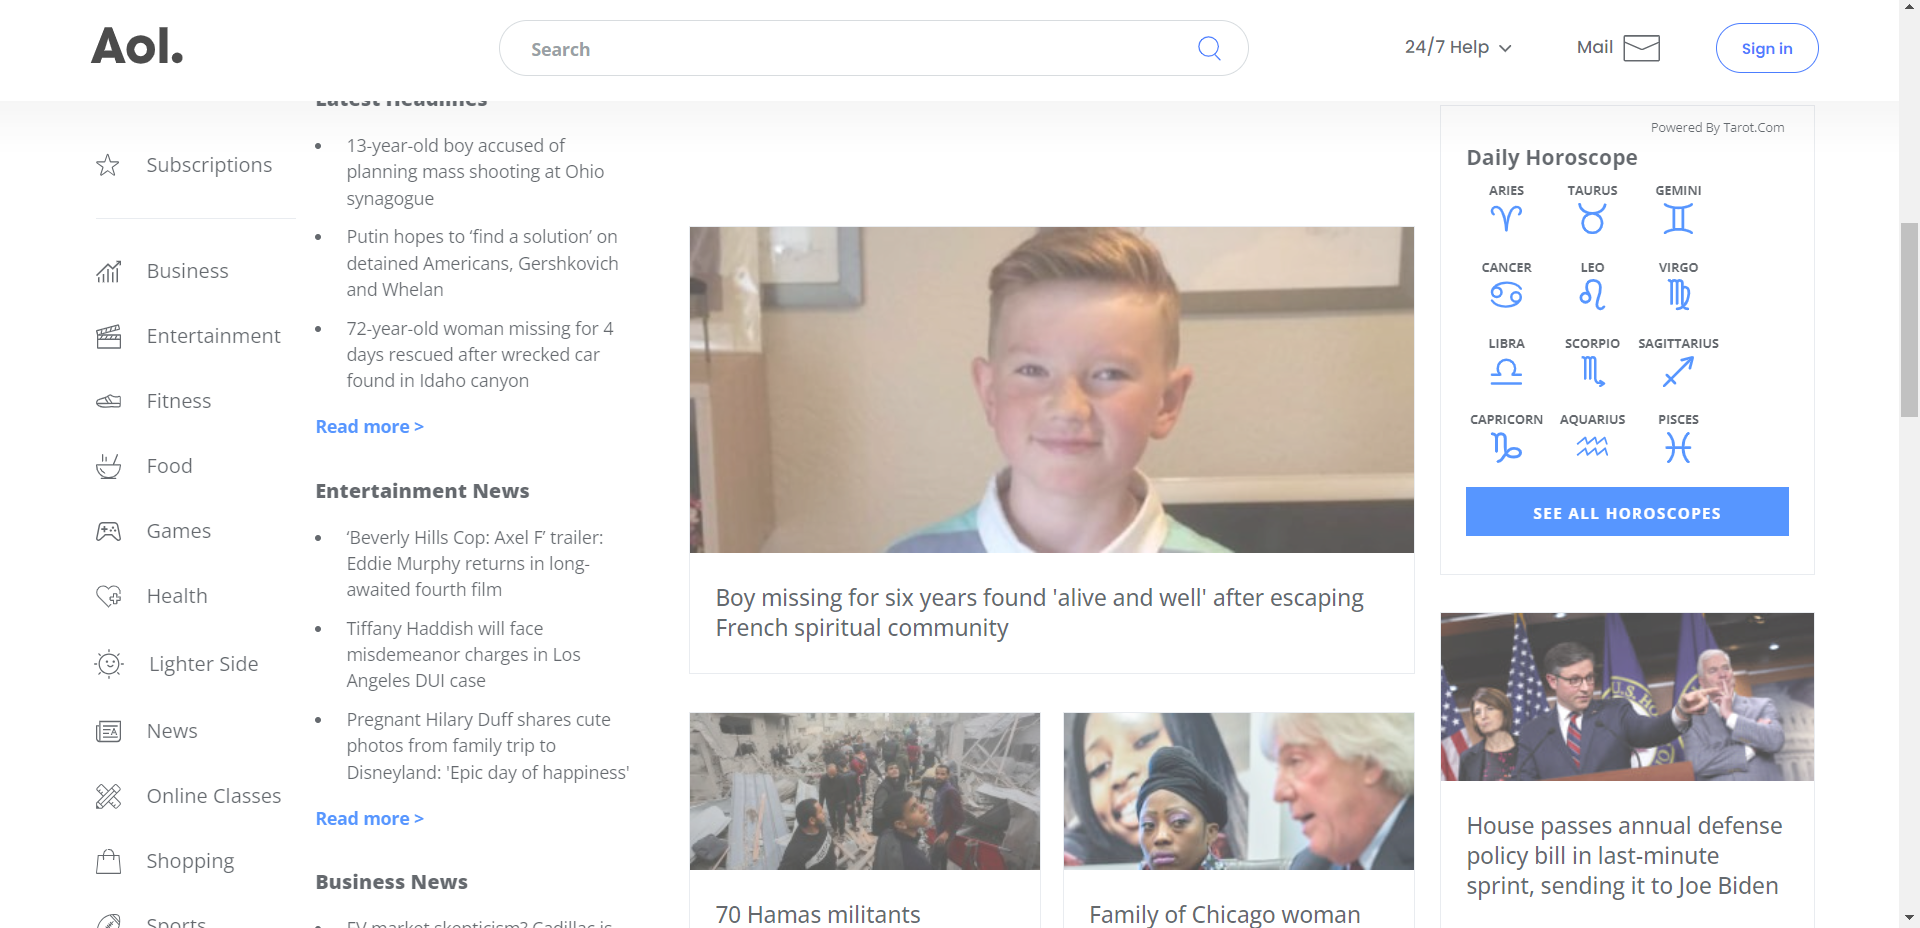 Aol.
Search
24/7 Help
Mail
Sign in
Subscriptions
Business
Entertainment
Fitness
Food
Games
Health
Lighter Side
News
Online Classes
Shopping
Sports
Latest Headlines
13-year-old boy accused of
planning mass shooting at Ohio
synagogue
Putin hopes to ‘find a solution’ on
detained Americans, Gershkovich
and Whelan
72-year-old woman missing for 4
days rescued after wrecked car
found in Idaho canyon
Read more >
Entertainment News
‘Beverly Hills Cop: Axel F’ trailer:
Eddie Murphy returns in long-
awaited fourth film
Tiffany Haddish will face
misdemeanor charges in Los
Angeles DUI case
Pregnant Hilary Duff shares cute
photos from family trip to
Disneyland: 'Epic day of happiness'
Read more >
Business News
EV market skepticism? Cadillac is
Boy missing for six years found 'alive and well' after escaping
French spiritual community
70 Hamas militants
Family of Chicago woman
Powered By Tarot.Com
Daily Horoscope
ARIES TAURUS GEMINI
CANCER LEO VIRGO
LIBRA SCORPIO SAGITTARIUS
CAPRICORN AQUARIUS PISCES
SEE ALL HOROSCOPES
House passes annual defense
policy bill in last-minute
sprint, sending it to Joe Biden